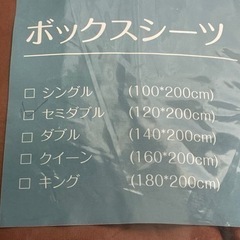 ボックスシーツ
□ シングル (100*200cm)
□ セミダブル (120*200cm)
□ ダブル (140*200cm)
□ クイーン (160*200cm)
□ キング (180*200cm)